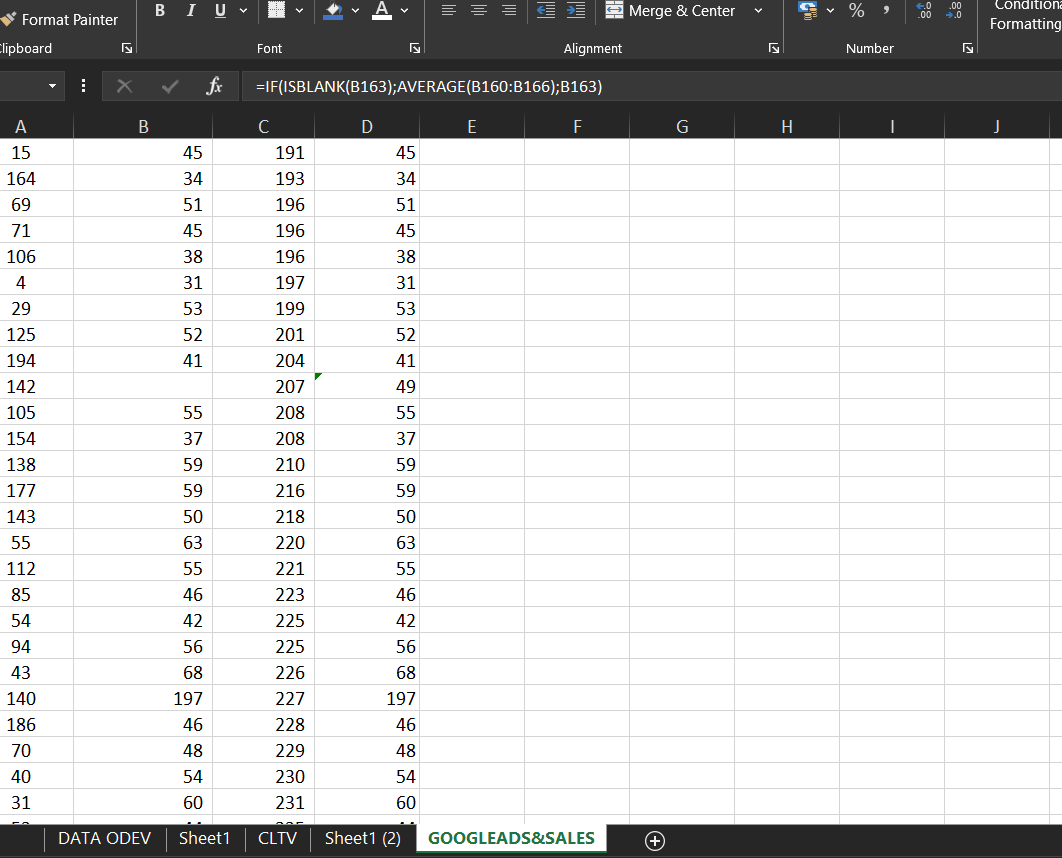 Format Painter
B I U
A
Merge & Center
%
Conditiona
Formatting
lipboard
Font
Alignment
Number
fx
=IF(ISBLANK(B163);AVERAGE(B160:B166);B163)
A B C D E F G H I J
15 45 191 45
164 34 193 34
69 51 196 51
71 45 196 45
106 38 196 38
4 31 197 31
29 53 199 53
125 52 201 52
194 41 204 41
142 207 49
105 55 208 55
154 37 208 37
138 59 210 59
177 59 216 59
143 50 218 50
55 63 220 63
112 55 221 55
85 46 223 46
54 42 225 42
94 56 225 56
43 68 226 68
140 197 227 197
186 46 228 46
70 48 229 48
40 54 230 54
31 60 231 60
DATA ODEV Sheet1 CLTV Sheet1 (2) GOOGLEADS&SALES